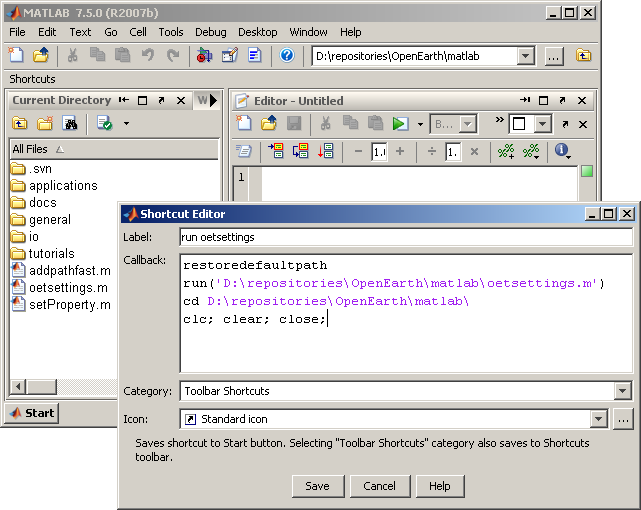 MATLAB 7.5.0 (R2007b)
File Edit Text Go Cell Tools Debug Desktop Window Help
D:\repositories\OpenEarth\matlab ...
Shortcuts
Current Directory W
Editor - Untitled
B...
All Files
1.( 1.
1
.svn
applications
docs
general
io
tutorials
addpathfast.m
oetsettings.m
setProperty.m
Start
Shortcut Editor
Label: run oetsettings
Callback: restoredefaultpath
run('D:\repositories\OpenEarth\matlab\oetsettings.m')
cd D:\repositories\OpenEarth\matlab\
clc; clear; close;
Category: Toolbar Shortcuts
Icon: Standard icon ...
Saves shortcut to Start button. Selecting "Toolbar Shortcuts" category also saves to Shortcuts
toolbar.
Save Cancel Help